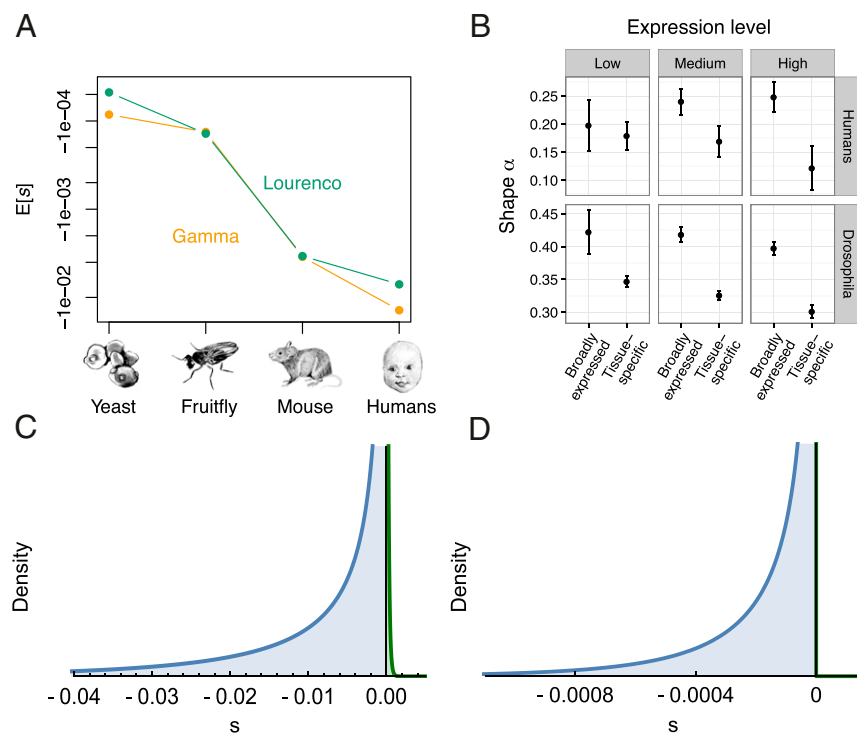 A
E[s]
-1e-04
-1e-03
-1e-02
Lourenco
Gamma
Yeast
Fruitfly
Mouse
Humans
B
Expression level
Low
Medium
High
Shape α
0.25
0.20
0.15
0.10
Humans
0.45
0.40
0.35
0.30
Drosophila
Broadly
expressed
Tissue–
specific
Broadly
expressed
Tissue–
specific
Broadly
expressed
Tissue–
specific
C
Density
-0.04
-0.03
-0.02
-0.01
0.00
s
D
Density
-0.0008
-0.0004
0
s